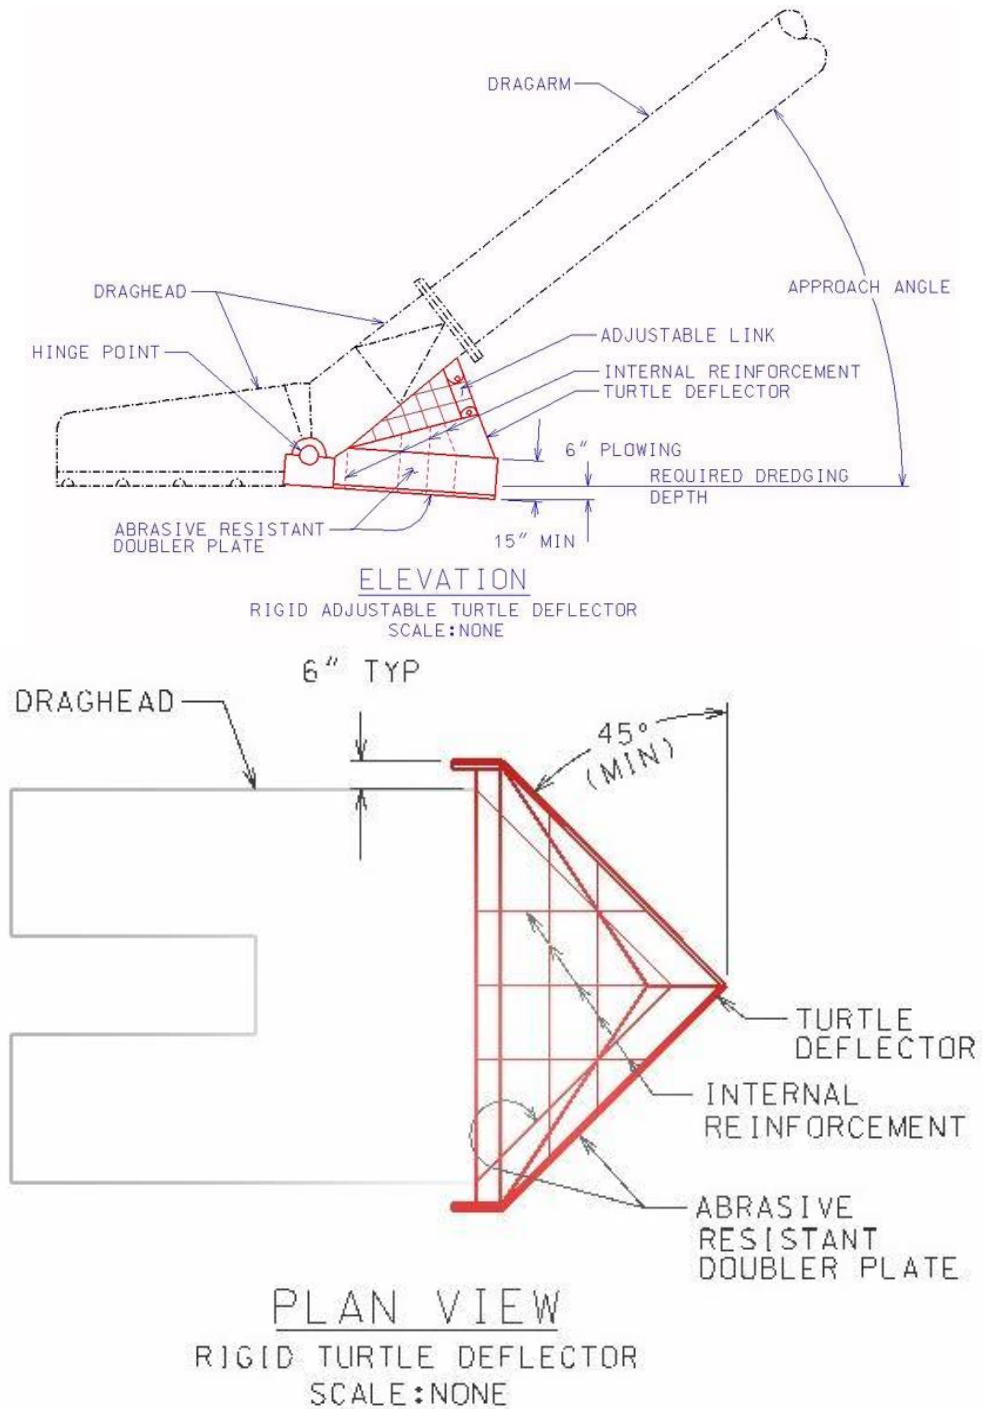 DRAGARM
APPROACH ANGLE
DRAGHEAD
ADJUSTABLE LINK
HINGE POINT
INTERNAL REINFORCEMENT
TURTLE DEFLECTOR
6" PLOWING
REQUIRED DREDGING
DEPTH
ABRASIVE RESISTANT
DOUBLER PLATE
15" MIN
ELEVATION
RIGID ADJUSTABLE TURTLE DEFLECTOR
SCALE:NONE
6" TYP
DRAGHEAD
45°
(MIN)
TURTLE
DEFLECTOR
INTERNAL
REINFORCEMENT
ABRASIVE
RESISTANT
DOUBLER PLATE
PLAN VIEW
RIGID TURTLE DEFLECTOR
SCALE:NONE